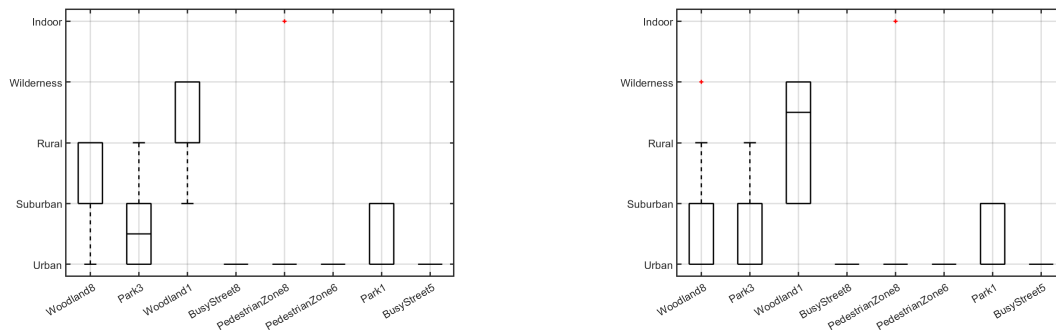 Indoor
Wilderness
Rural
Suburban
Urban
Woodland8
Park3
Woodland1
BusyStreet8
PedestrianZone8
PedestrianZone6
Park1
BusyStreet5
Indoor
Wilderness
Rural
Suburban
Urban
Woodland8
Park3
Woodland1
BusyStreet8
PedestrianZone8
PedestrianZone6
Park1
BusyStreet5